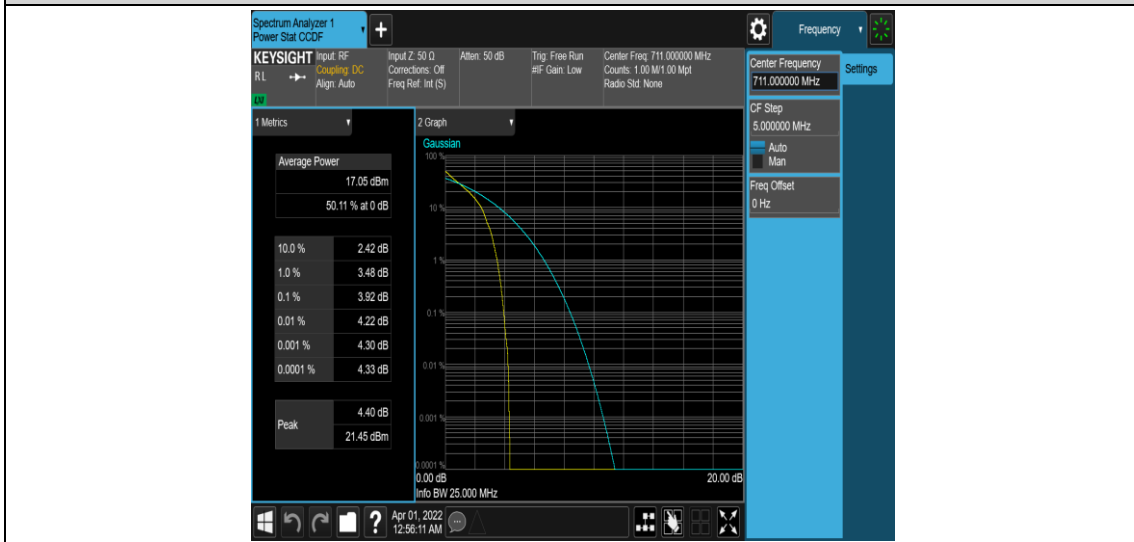 Spectrum Analyzer 1
Power Stat CCDF
+
Frequency
KEYSIGHT
Input: RF
Input Z: 50 Ω
Atten: 50 dB
Trig: Free Run
Center Freq: 711.000000 MHz
RL
Coupling: DC
Corrections: Off
#IF Gain: Low
Counts: 1.00 M/1.00 Mpt
Align: Auto
Freq Ref: Int (S)
Radio Std: None
LXI
Center Frequency
711.000000 MHz
Settings
CF Step
5.000000 MHz
Auto
Man
Freq Offset
0 Hz
1 Metrics
Average Power
17.05 dBm
50.11 % at 0 dB
10.0 % 2.42 dB
1.0 % 3.48 dB
0.1 % 3.92 dB
0.01 % 4.22 dB
0.001 % 4.30 dB
0.0001 % 4.33 dB
Peak
4.40 dB
21.45 dBm
2 Graph
Gaussian
100 %
10 %
1 %
0.1 %
0.01 %
0.001 %
0.0001 %
0.00 dB
20.00 dB
Info BW 25.000 MHz
?
Apr 01, 2022
12:56:11 AM